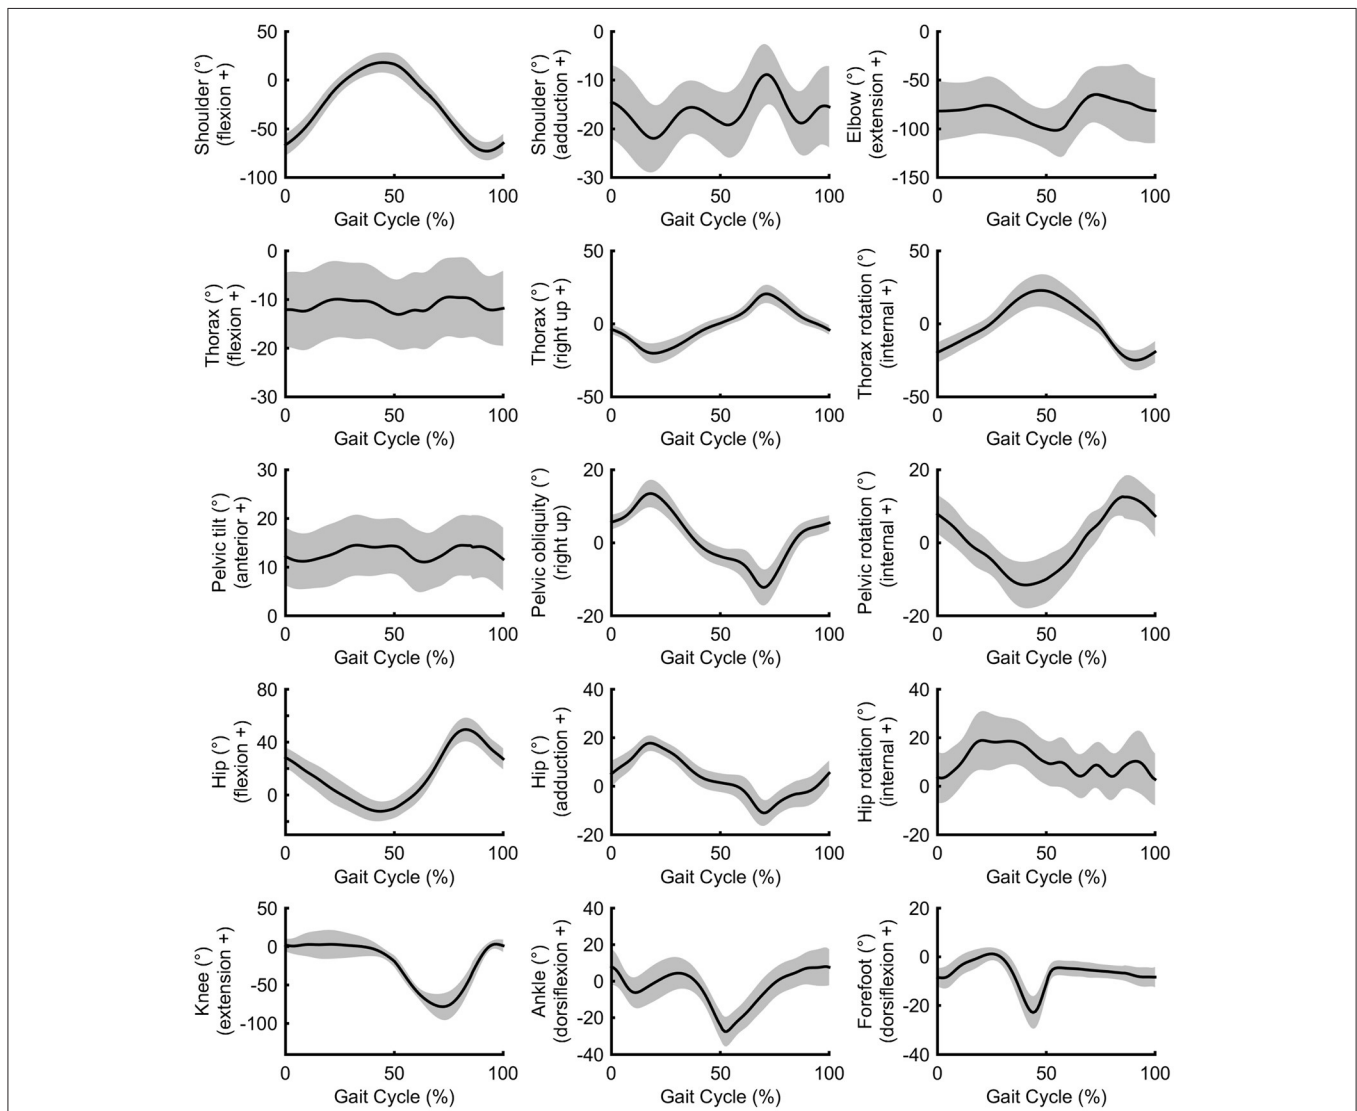 Shoulder (°)
(flexion +)
50
0
-50
-100
0 50 100
Gait Cycle (%)
Shoulder (°)
(adduction +)
0
-10
-20
-30
0 50 100
Gait Cycle (%)
Elbow (°)
(extension +)
0
-50
-100
-150
0 50 100
Gait Cycle (%)
Thorax (°)
(flexion +)
0
-10
-20
-30
0 50 100
Gait Cycle (%)
Thorax (°)
(right up +)
50
0
-50
0 50 100
Gait Cycle (%)
Thorax rotation (°)
(internal +)
50
0
-50
0 50 100
Gait Cycle (%)
Pelvic tilt (°)
(anterior +)
30
20
10
0
0 50 100
Gait Cycle (%)
Pelvic obliquity (°)
(right up)
20
0
-20
0 50 100
Gait Cycle (%)
Pelvic rotation (°)
(internal +)
20
0
-20
0 50 100
Gait Cycle (%)
Hip (°)
(flexion +)
80
40
0
0 50 100
Gait Cycle (%)
Hip (°)
(adduction +)
40
20
0
-20
0 50 100
Gait Cycle (%)
Hip rotation (°)
(internal +)
40
20
0
-20
0 50 100
Gait Cycle (%)
Knee (°)
(extension +)
50
0
-50
-100
0 50 100
Gait Cycle (%)
Ankle (°)
(dorsiflexion +)
40
20
0
-20
-40
0 50 100
Gait Cycle (%)
Forefoot (°)
(dorsiflexion +)
20
0
-20
-40
0 50 100
Gait Cycle (%)